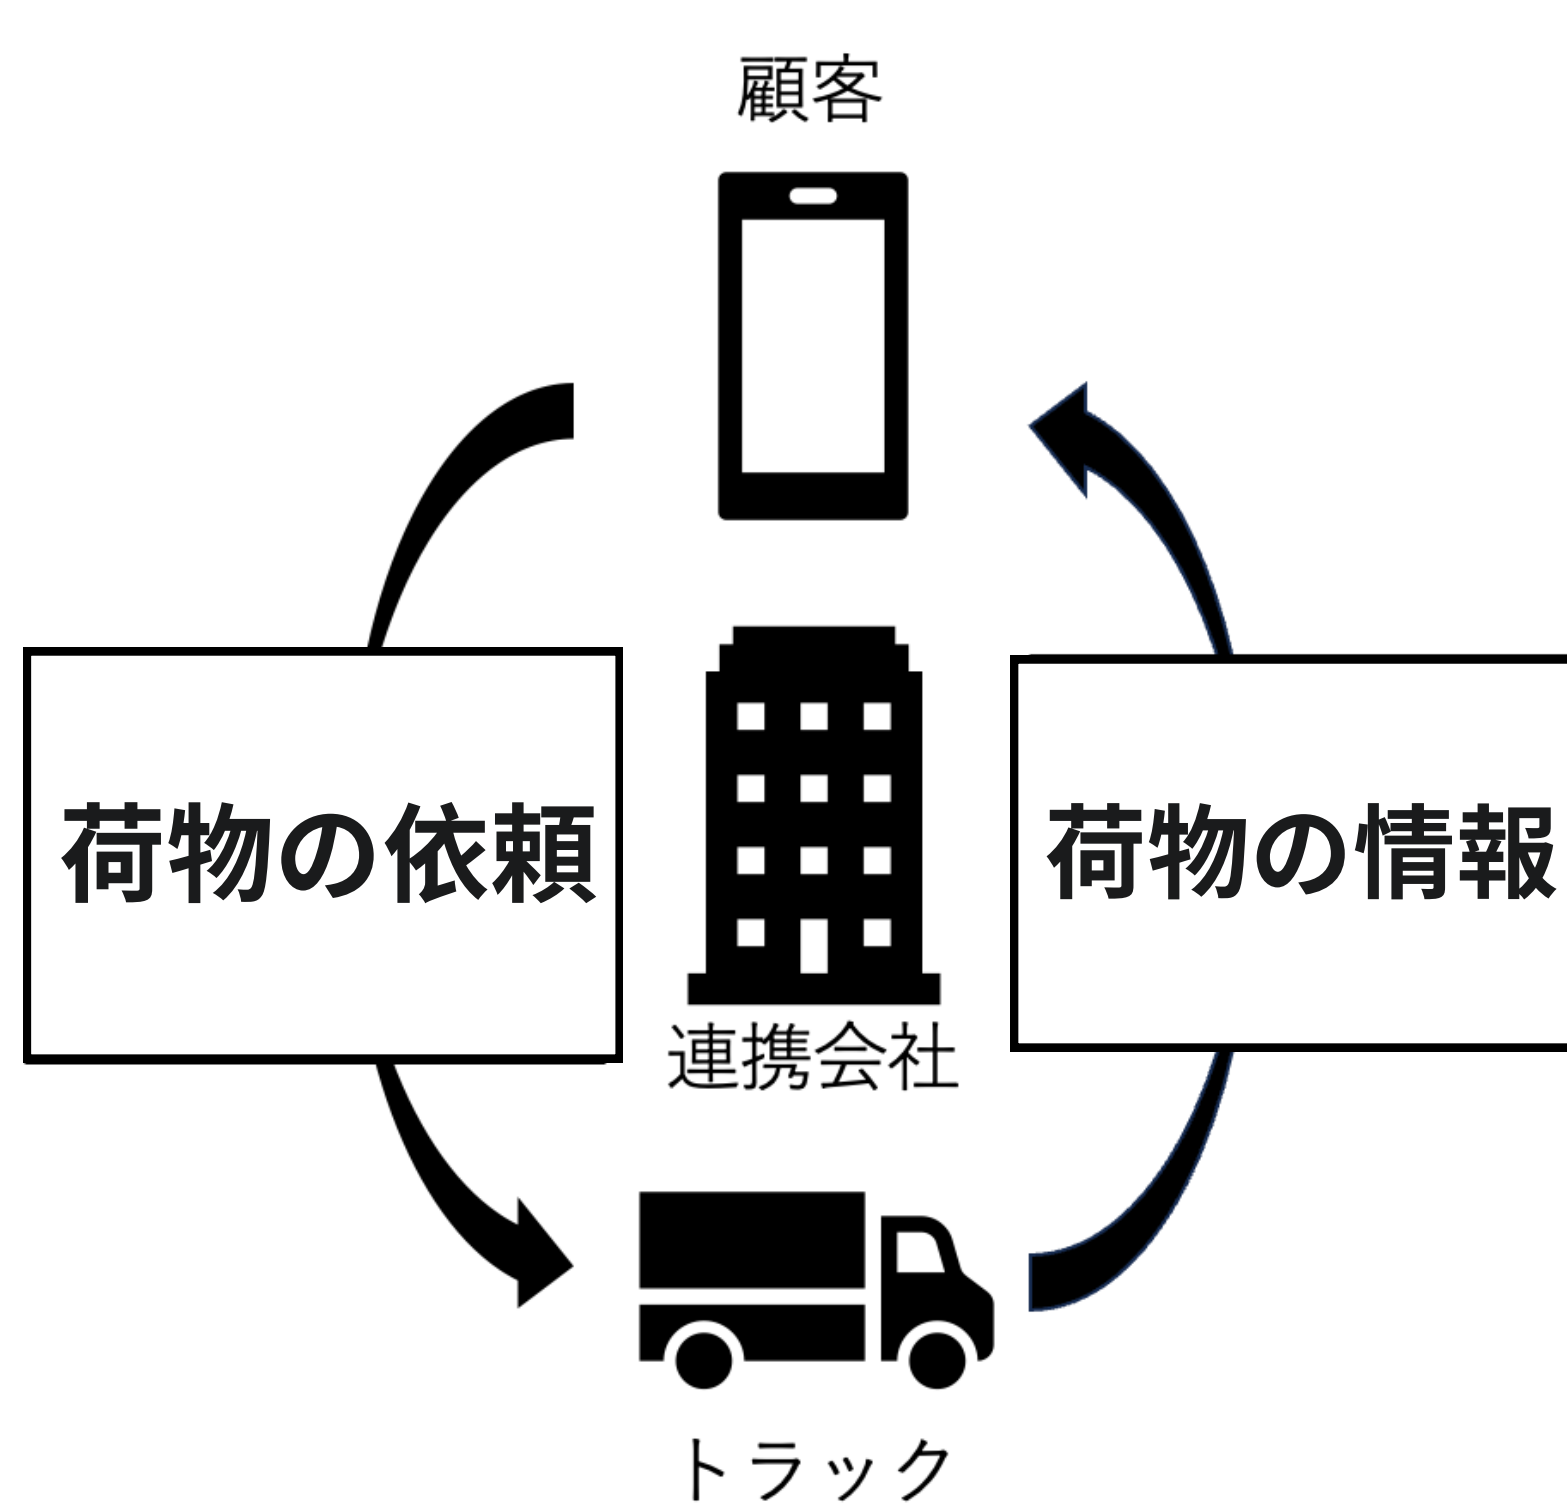 顧客
荷物の依頼
荷物の情報
連携会社
トラック